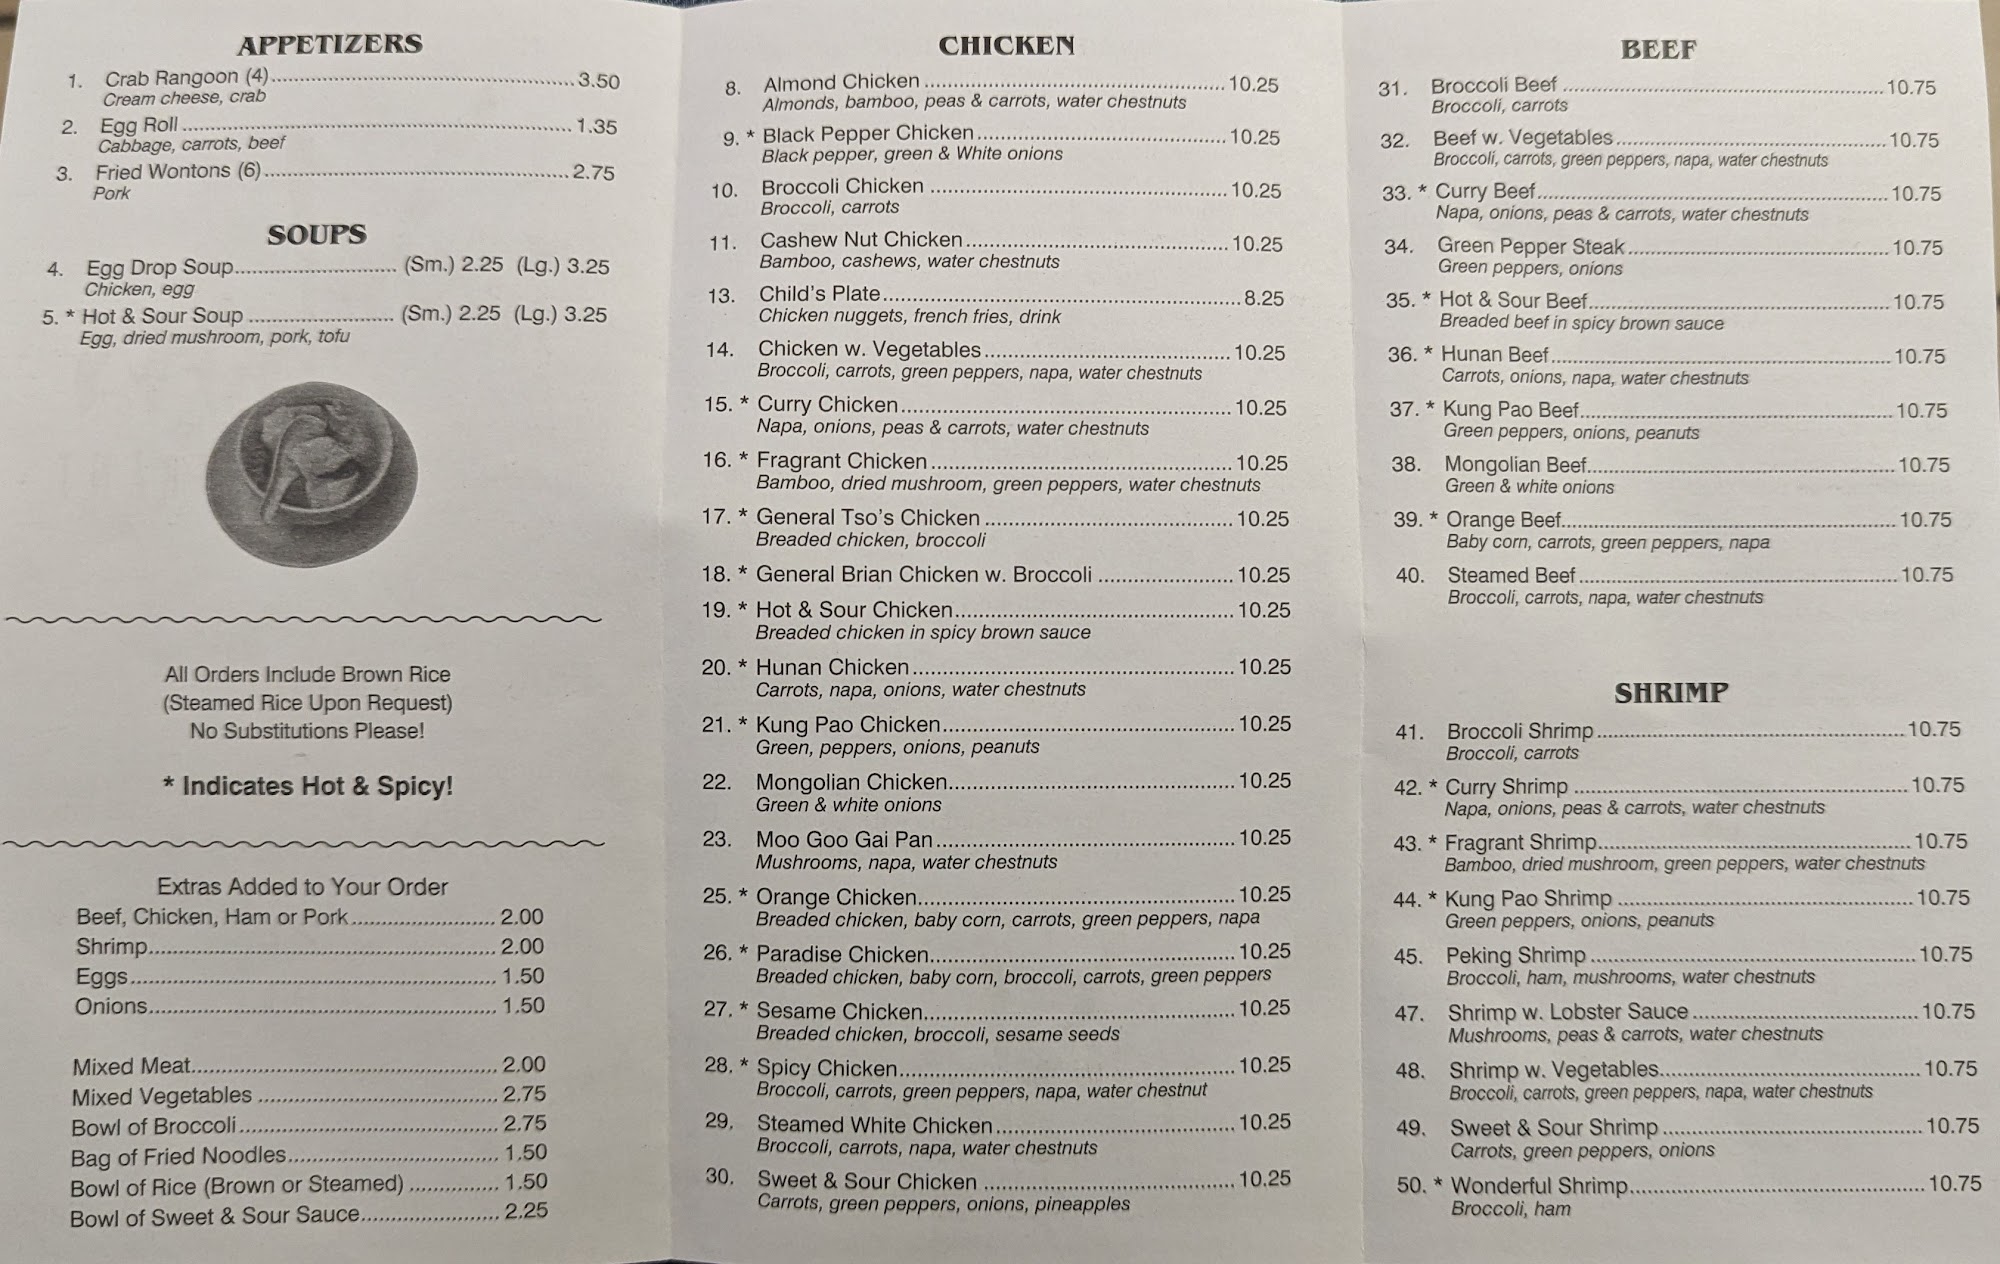 APPETIZERS
1. Crab Rangoon (4) 3.50
Cream cheese, crab
2. Egg Roll 1.35
Cabbage, carrots, beef
3. Fried Wontons (6) 2.75
Pork
SOUPS
4. Egg Drop Soup (Sm.) 2.25 (Lg.) 3.25
Chicken, egg
5. * Hot & Sour Soup (Sm.) 2.25 (Lg.) 3.25
Egg, dried mushroom, pork, tofu
All Orders Include Brown Rice
(Steamed Rice Upon Request)
No Substitutions Please!
* Indicates Hot & Spicy!
Extras Added to Your Order
Beef, Chicken, Ham or Pork 2.00
Shrimp 2.00
Eggs 1.50
Onions 1.50
Mixed Meat 2.00
Mixed Vegetables 2.75
Bowl of Broccoli 2.75
Bag of Fried Noodles 1.50
Bowl of Rice (Brown or Steamed) 1.50
Bowl of Sweet & Sour Sauce 2.25
CHICKEN
8. Almond Chicken 10.25
Almonds, bamboo, peas & carrots, water chestnuts
9. * Black Pepper Chicken 10.25
Black pepper, green & White onions
10. Broccoli Chicken 10.25
Broccoli, carrots
11. Cashew Nut Chicken 10.25
Bamboo, cashews, water chestnuts
13. Child's Plate 8.25
Chicken nuggets, french fries, drink
14. Chicken w. Vegetables 10.25
Broccoli, carrots, green peppers, napa, water chestnuts
15. * Curry Chicken 10.25
Napa, onions, peas & carrots, water chestnuts
16. * Fragrant Chicken 10.25
Bamboo, dried mushroom, green peppers, water chestnuts
17. * General Tso's Chicken 10.25
Breaded chicken, broccoli
18. * General Brian Chicken w. Broccoli 10.25
19. * Hot & Sour Chicken 10.25
Breaded chicken in spicy brown sauce
20. * Hunan Chicken 10.25
Carrots, napa, onions, water chestnuts
21. * Kung Pao Chicken 10.25
Green, peppers, onions, peanuts
22. Mongolian Chicken 10.25
Green & white onions
23. Moo Goo Gai Pan 10.25
Mushrooms, napa, water chestnuts
25. * Orange Chicken 10.25
Breaded chicken, baby corn, carrots, green peppers, napa
26. * Paradise Chicken 10.25
Breaded chicken, baby corn, broccoli, carrots, green peppers
27. * Sesame Chicken 10.25
Breaded chicken, broccoli, sesame seeds
28. * Spicy Chicken 10.25
Broccoli, carrots, green peppers, napa, water chestnut
29. Steamed White Chicken 10.25
Broccoli, carrots, napa, water chestnuts
30. Sweet & Sour Chicken 10.25
Carrots, green peppers, onions, pineapples
BEEF
31. Broccoli Beef 10.75
Broccoli, carrots
32. Beef w. Vegetables 10.75
Broccoli, carrots, green peppers, napa, water chestnuts
33. * Curry Beef 10.75
Napa, onions, peas & carrots, water chestnuts
34. Green Pepper Steak 10.75
Green peppers, onions
35. * Hot & Sour Beef 10.75
Breaded beef in spicy brown sauce
36. * Hunan Beef 10.75
Carrots, onions, napa, water chestnuts
37. * Kung Pao Beef 10.75
Green peppers, onions, peanuts
38. Mongolian Beef 10.75
Green & white onions
39. * Orange Beef 10.75
Baby corn, carrots, green peppers, napa
40. Steamed Beef 10.75
Broccoli, carrots, napa, water chestnuts
SHRIMP
41. Broccoli Shrimp 10.75
Broccoli, carrots
42. * Curry Shrimp 10.75
Napa, onions, peas & carrots, water chestnuts
43. * Fragrant Shrimp 10.75
Bamboo, dried mushroom, green peppers, water chestnuts
44. * Kung Pao Shrimp 10.75
Green peppers, onions, peanuts
45. Peking Shrimp 10.75
Broccoli, ham, mushrooms, water chestnuts
47. Shrimp w. Lobster Sauce 10.75
Mushrooms, peas & carrots, water chestnuts
48. Shrimp w. Vegetables 10.75
Broccoli, carrots, green peppers, napa, water chestnuts
49. Sweet & Sour Shrimp 10.75
Carrots, green peppers, onions
50. * Wonderful Shrimp 10.75
Broccoli, ham